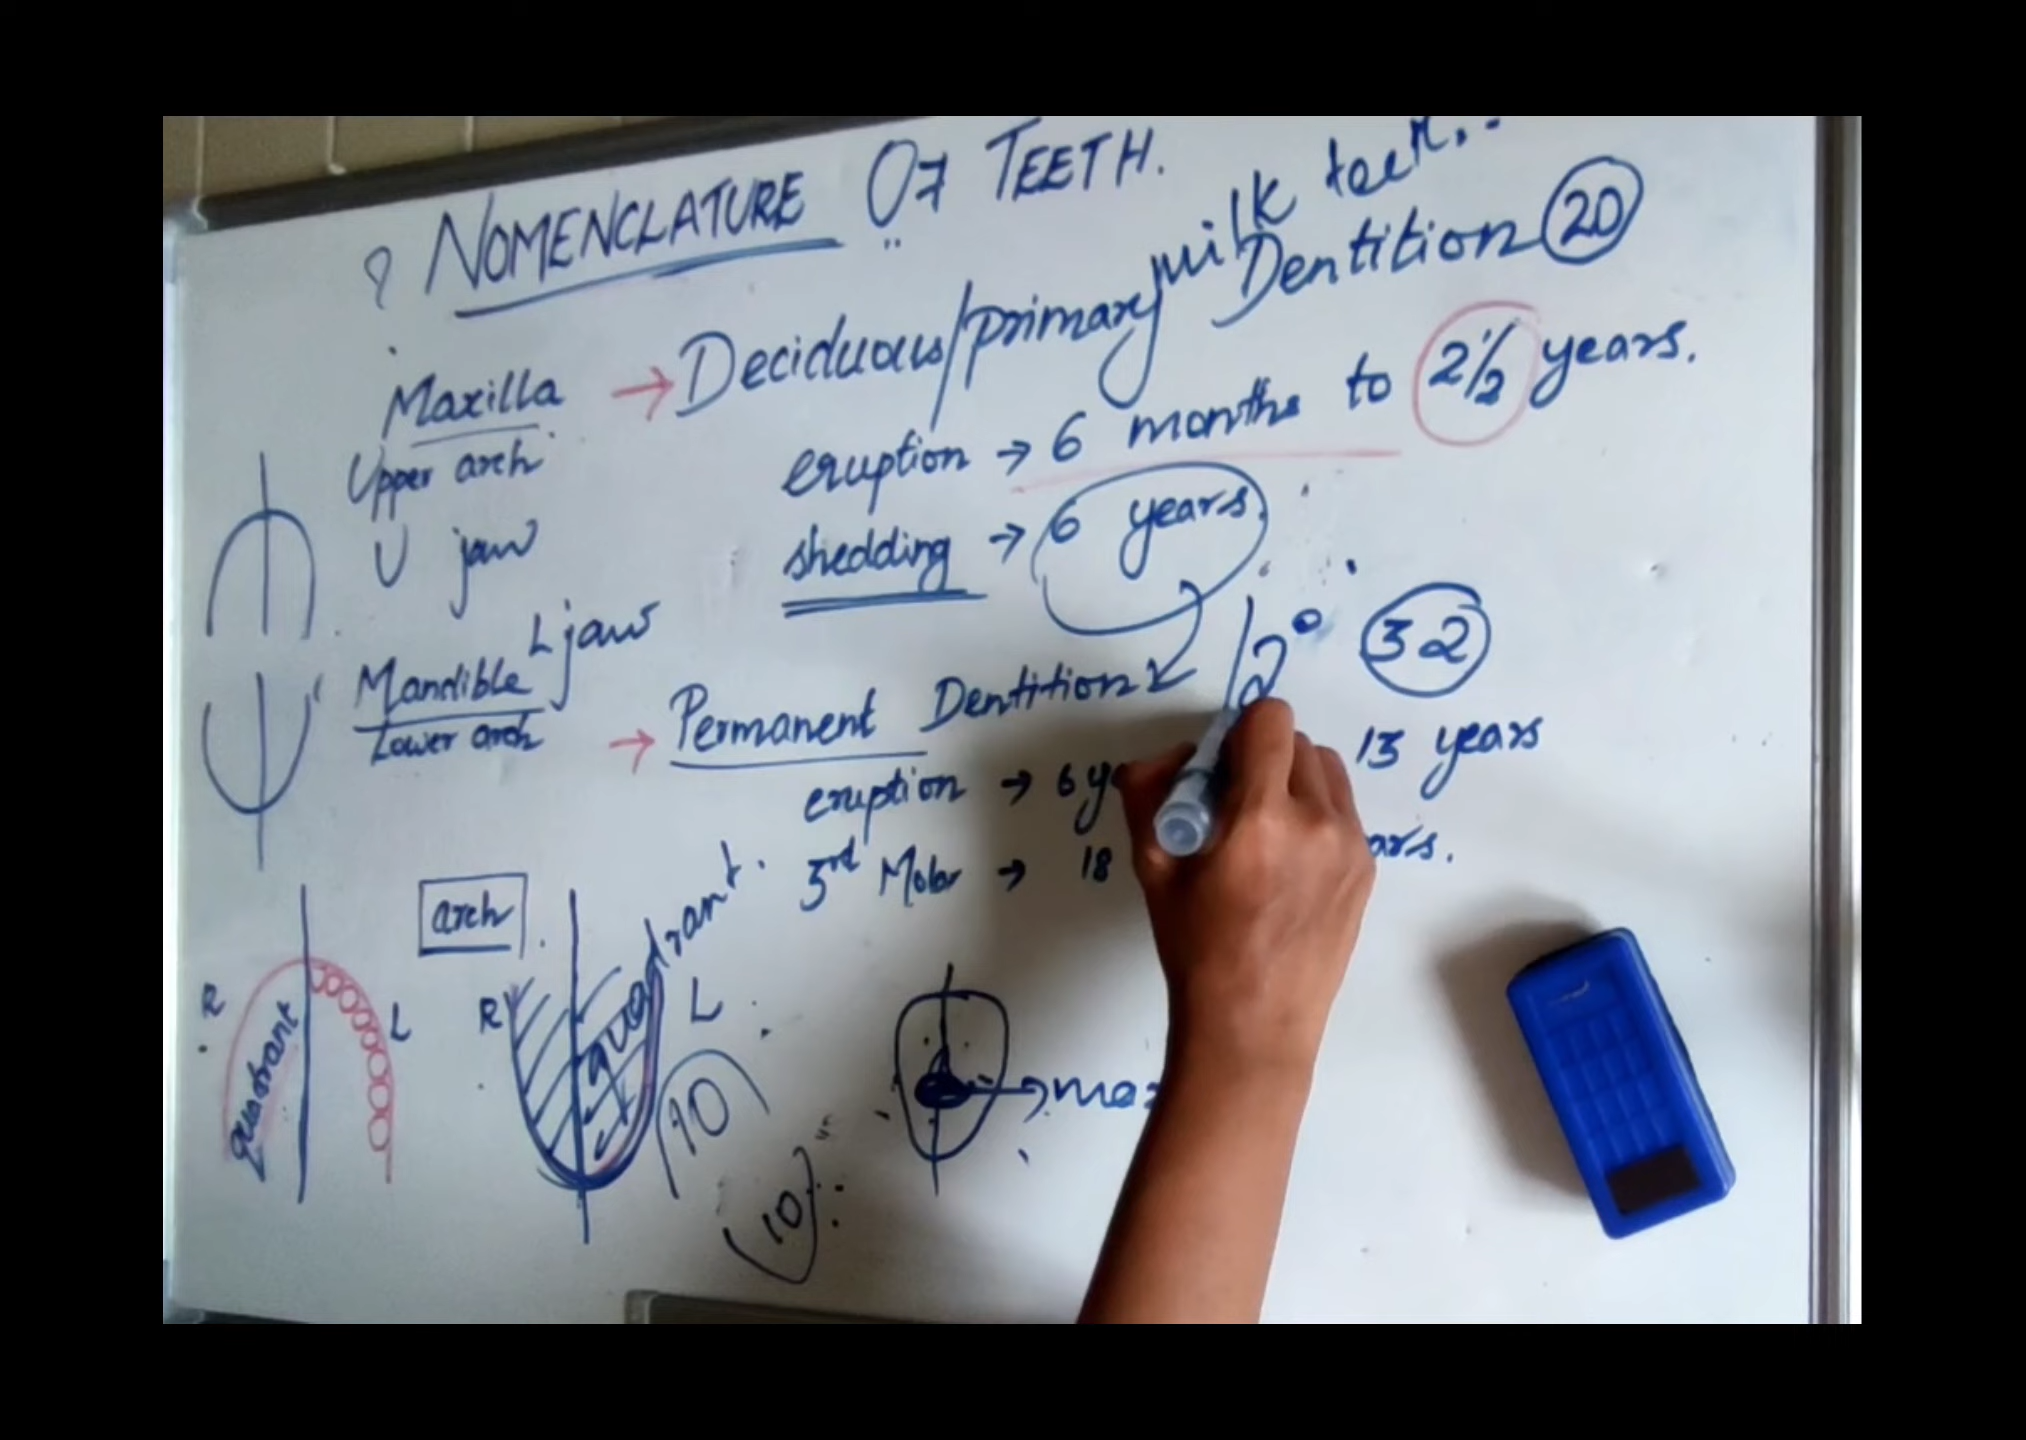 NOMENCLATURE OF TEETH.
milk teeth.
Maxilla → Deciduous/primary Dentition 20
Upper arch
U jaw
eruption → 6 months to 2 1/2 years.
shedding → 6 years.
L jaw
Mandible
Lower arch
→ Permanent Dentition /2° 32
eruption → 6 13 years
3rd Molar → 18
arch
R quadrant L
R quadrant. L
10
10